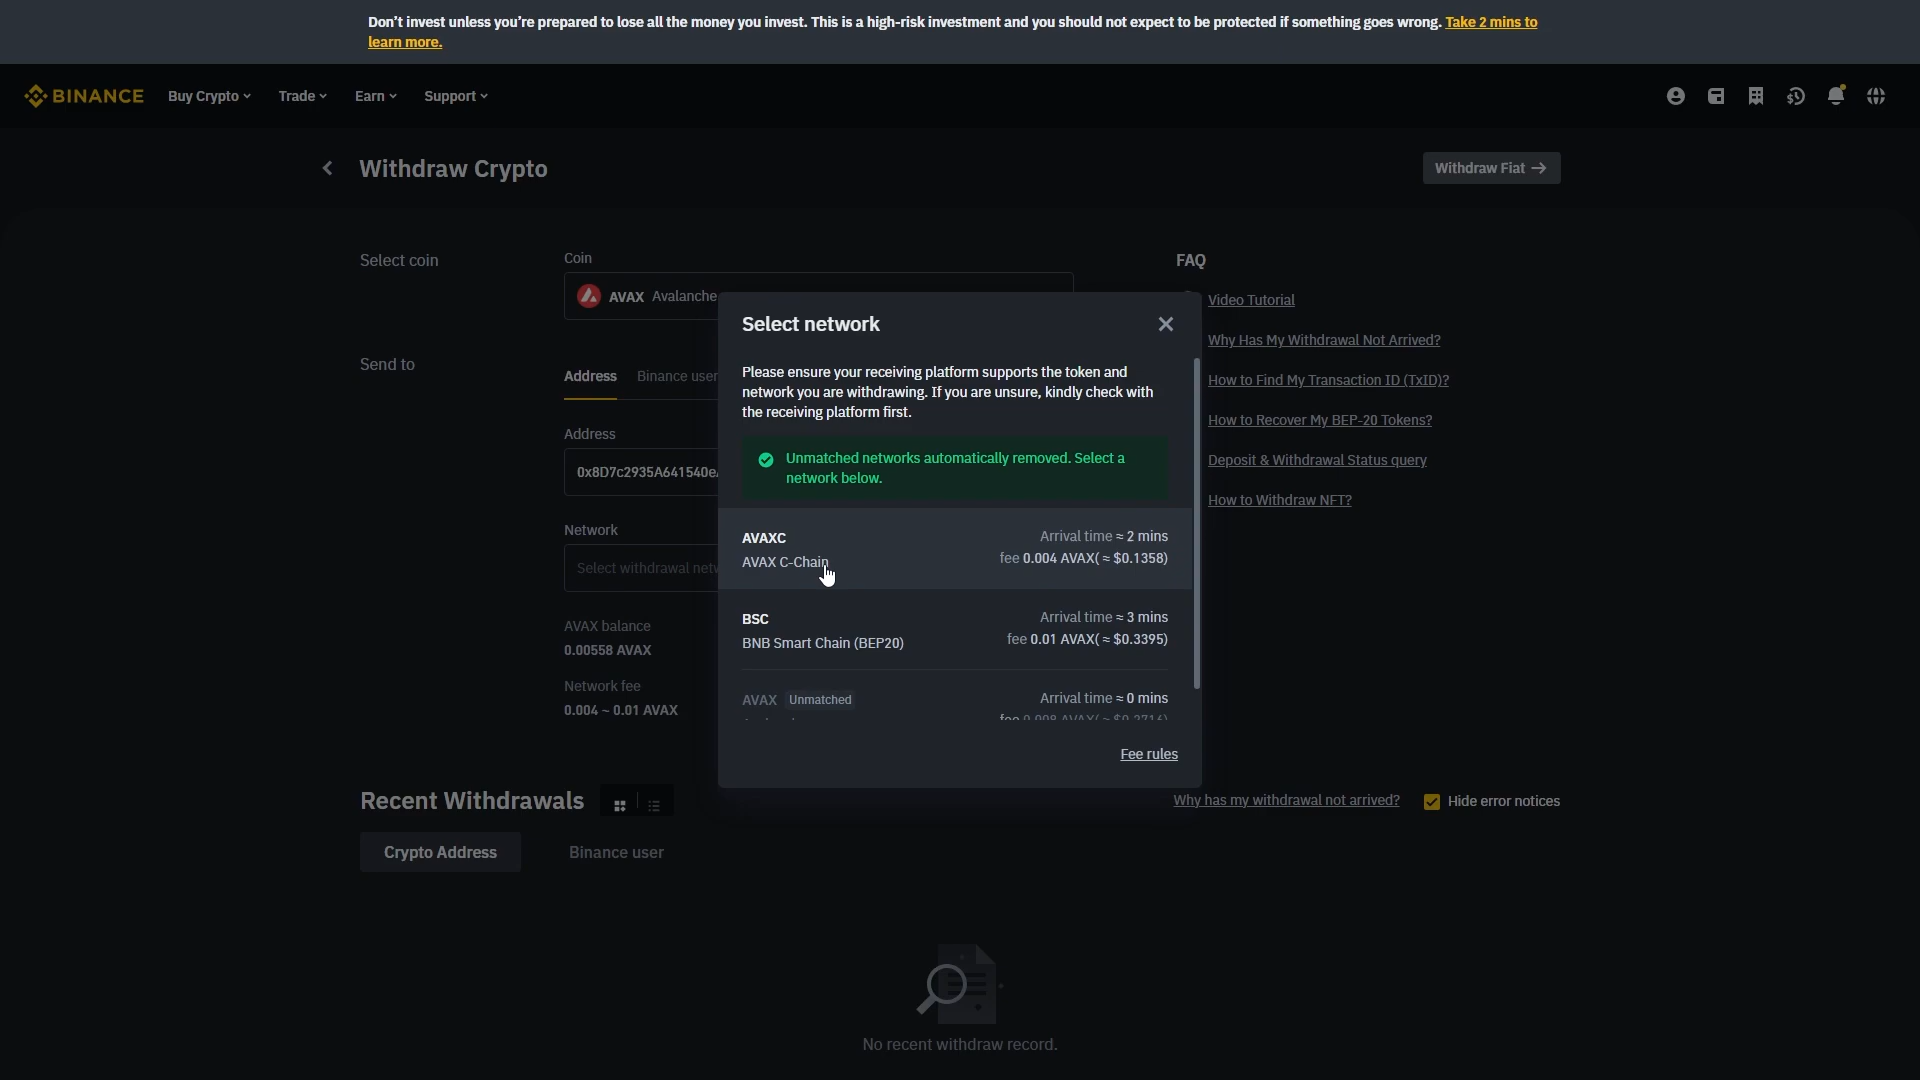 Don't invest unless you're prepared to lose all the money you invest. This is a high-risk investment and you should not expect to be protected if something goes wrong. Take 2 mins to
learn more.
BINANCE Buy Crypto Trade Earn Support
Withdraw Crypto
Withdraw Fiat →
Select coin
Coin
AVAX Avalanche
Send to
Address Binance user
Address
0x8D7c2935A641540e
Network
Select withdrawal
AVAX balance
0.00558 AVAX
Network fee
0.004 ~ 0.01 AVAX
Select network
Please ensure your receiving platform supports the token and
network you are withdrawing. If you are unsure, kindly check with
the receiving platform first.
Unmatched networks automatically removed. Select a
network below.
AVAXC
AVAX C-Chain
Arrival time ≈ 2 mins
fee 0.004 AVAX( ≈ $0.1358)
BSC
BNB Smart Chain (BEP20)
Arrival time ≈ 3 mins
fee 0.01 AVAX( ≈ $0.3395)
AVAX Unmatched
Arrival time ≈ 0 mins
Fee rules
FAQ
Video Tutorial
Why Has My Withdrawal Not Arrived?
How to Find My Transaction ID (TxID)?
How to Recover My BEP-20 Tokens?
Deposit & Withdrawal Status query
How to Withdraw NFT?
Recent Withdrawals
Why has my withdrawal not arrived?
Hide error notices
Crypto Address
Binance user
No recent withdraw record.